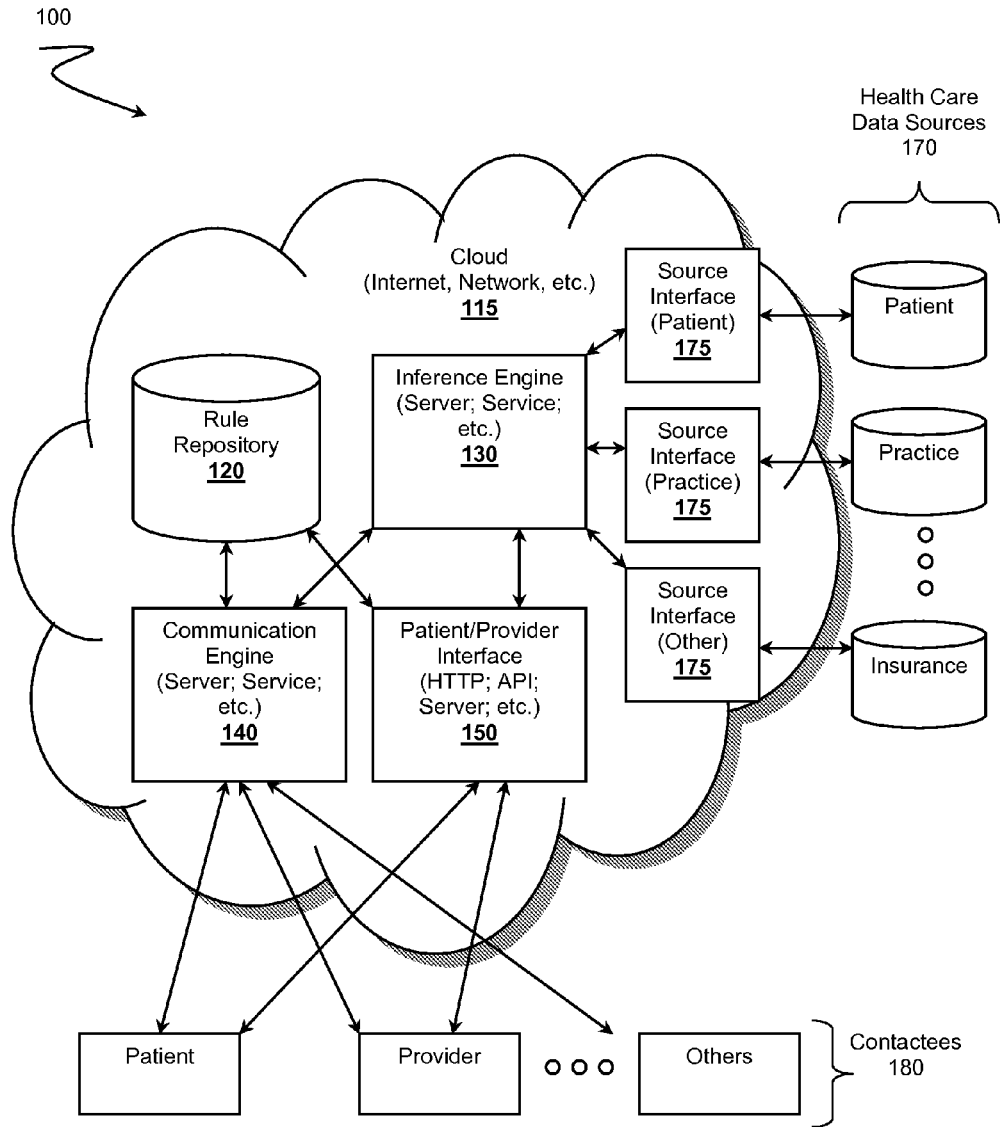 100
Health Care
Data Sources
170
Cloud
(Internet, Network, etc.)
115
Source
Interface
(Patient)
175
Patient
Rule
Repository
120
Inference Engine
(Server; Service;
etc.)
130
Source
Interface
(Practice)
175
Practice
Communication
Engine
(Server; Service;
etc.)
140
Patient/Provider
Interface
(HTTP; API;
Server; etc.)
150
Source
Interface
(Other)
175
Insurance
Patient
Provider
Others
Contactees
180